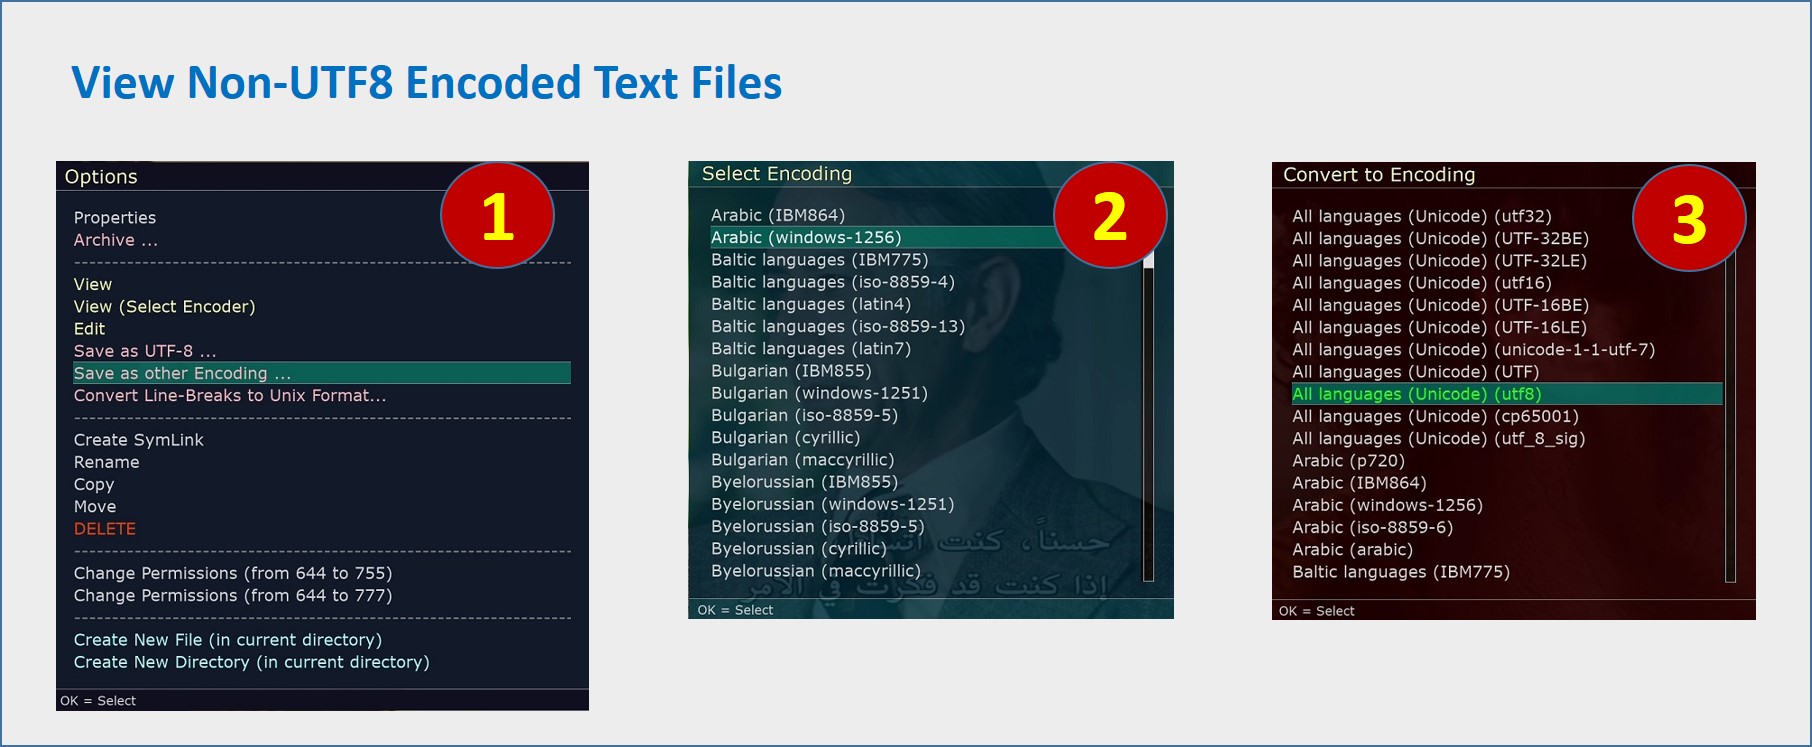 View Non-UTF8 Encoded Text Files
Options
1
Properties
Archive ...
View
View (Select Encoder)
Edit
Save as UTF-8 ...
Save as other Encoding ...
Convert Line-Breaks to Unix Format...
Create SymLink
Rename
Copy
Move
DELETE
Change Permissions (from 644 to 755)
Change Permissions (from 644 to 777)
Create New File (in current directory)
Create New Directory (in current directory)
OK = Select
Select Encoding
2
Arabic (IBM864)
Arabic (windows-1256)
Baltic languages (IBM775)
Baltic languages (iso-8859-4)
Baltic languages (latin4)
Baltic languages (iso-8859-13)
Baltic languages (latin7)
Bulgarian (IBM855)
Bulgarian (windows-1251)
Bulgarian (iso-8859-5)
Bulgarian (cyrillic)
Bulgarian (maccyrillic)
Byelorussian (IBM855)
Byelorussian (windows-1251)
Byelorussian (iso-8859-5)
Byelorussian (cyrillic)
Byelorussian (maccyrillic)
حسناً، كنت أتساءل
إذا كنت قد فكرت في الأمر
OK = Select
Convert to Encoding
3
All languages (Unicode) (utf32)
All languages (Unicode) (UTF-32BE)
All languages (Unicode) (UTF-32LE)
All languages (Unicode) (utf16)
All languages (Unicode) (UTF-16BE)
All languages (Unicode) (UTF-16LE)
All languages (Unicode) (unicode-1-1-utf-7)
All languages (Unicode) (UTF)
All languages (Unicode) (utf8)
All languages (Unicode) (cp65001)
All languages (Unicode) (utf_8_sig)
Arabic (p720)
Arabic (IBM864)
Arabic (windows-1256)
Arabic (iso-8859-6)
Arabic (arabic)
Baltic languages (IBM775)
OK = Select